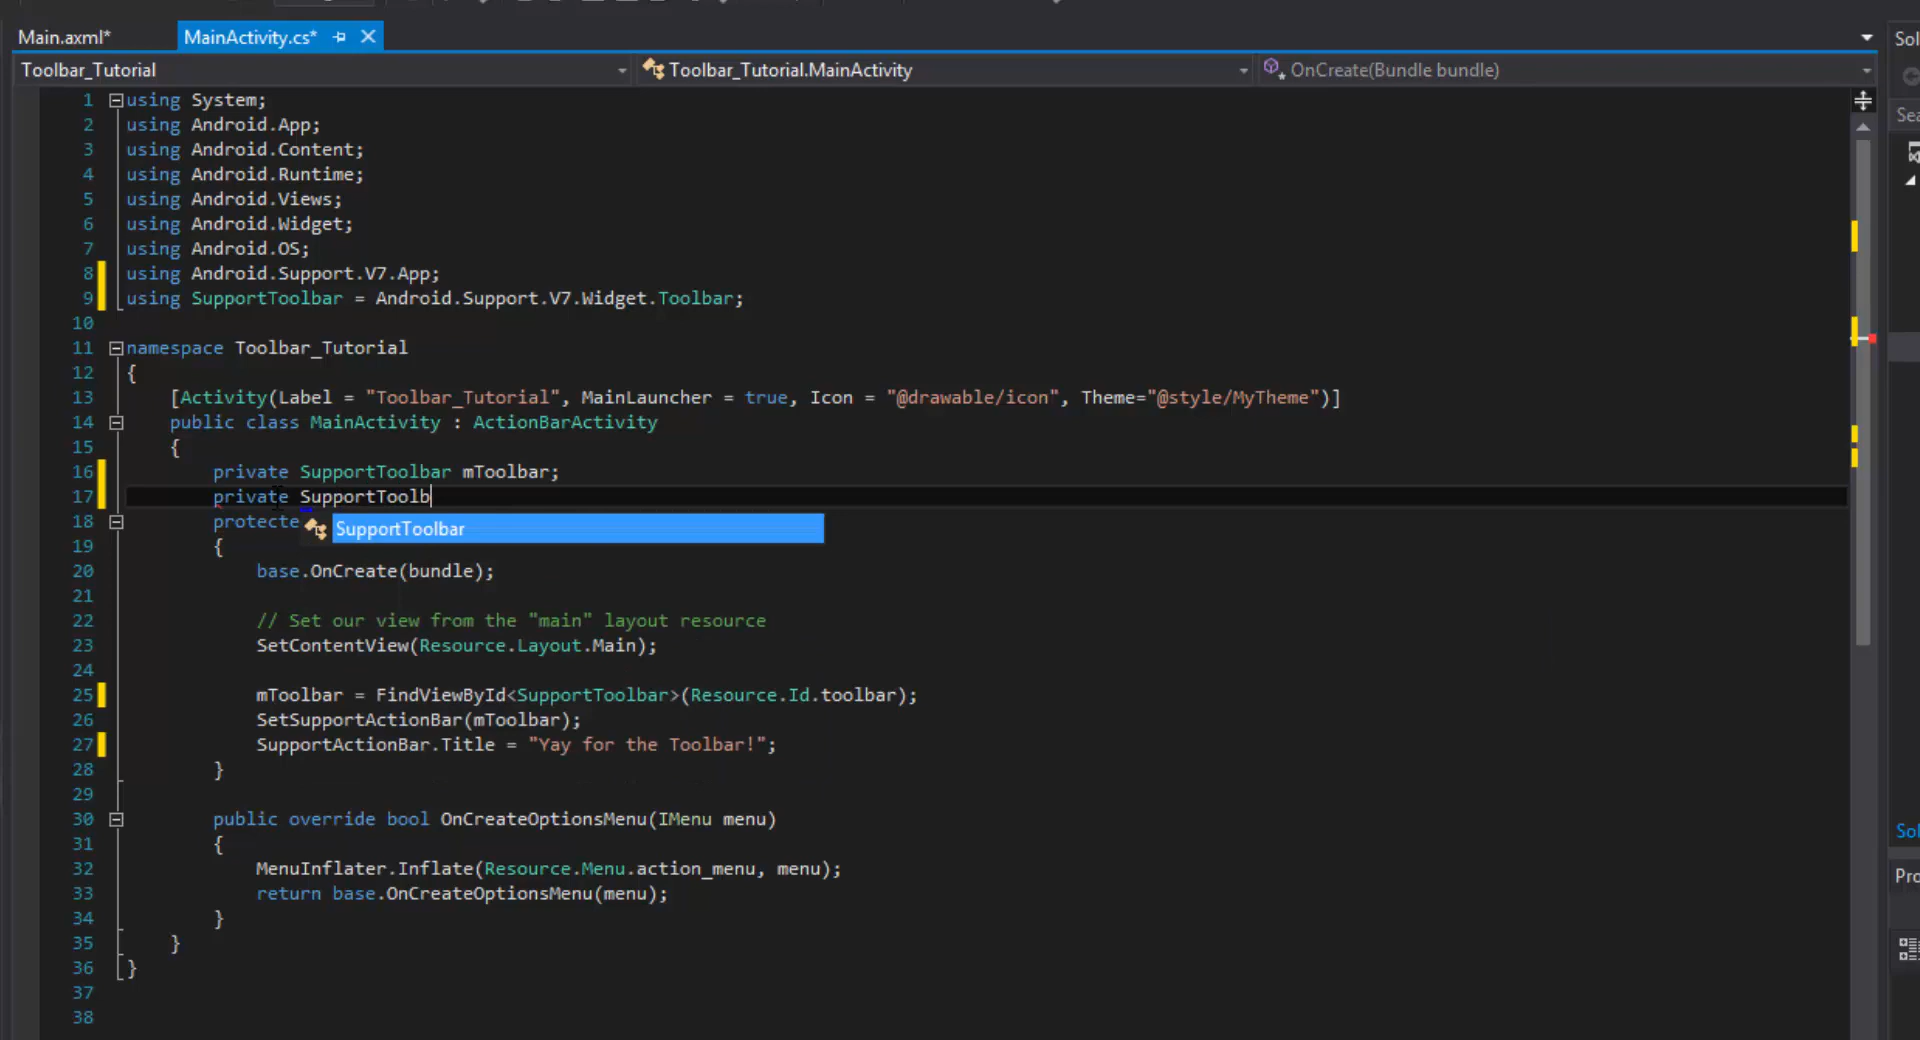 Main.axml*
MainActivity.cs*
Sol
Toolbar_Tutorial
Toolbar_Tutorial.MainActivity
OnCreate(Bundle bundle)
1 using System;
2 using Android.App;
3 using Android.Content;
4 using Android.Runtime;
5 using Android.Views;
6 using Android.Widget;
7 using Android.OS;
8 using Android.Support.V7.App;
9 using SupportToolbar = Android.Support.V7.Widget.Toolbar;
10
11 namespace Toolbar_Tutorial
12 {
13 [Activity(Label = "Toolbar_Tutorial", MainLauncher = true, Icon = "@drawable/icon", Theme="@style/MyTheme")]
14 public class MainActivity : ActionBarActivity
15 {
16 private SupportToolbar mToolbar;
17 private SupportToolb
18 protecte
SupportToolbar
19 {
20 base.OnCreate(bundle);
21
22 // Set our view from the "main" layout resource
23 SetContentView(Resource.Layout.Main);
24
25 mToolbar = FindViewById<SupportToolbar>(Resource.Id.toolbar);
26 SetSupportActionBar(mToolbar);
27 SupportActionBar.Title = "Yay for the Toolbar!";
28 }
29
30 public override bool OnCreateOptionsMenu(IMenu menu)
31 {
32 MenuInflater.Inflate(Resource.Menu.action_menu, menu);
33 return base.OnCreateOptionsMenu(menu);
34 }
35 }
36 }
37
38
Sea
Sol
Pro